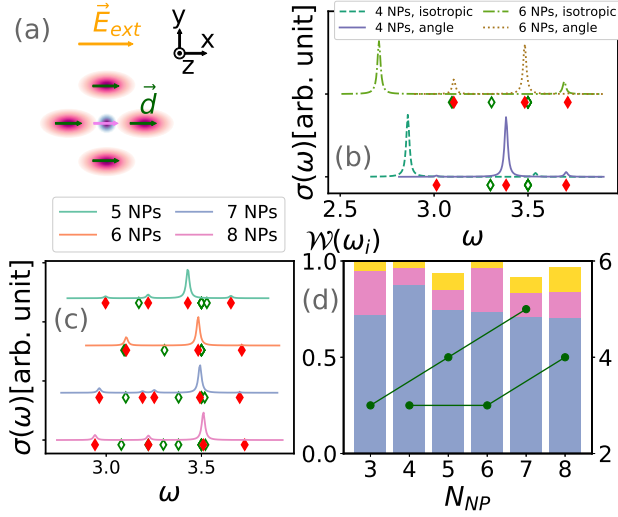 (a)
E⃗ext
y
x
z
d⃗
4 NPs, isotropic
4 NPs, angle
6 NPs, isotropic
6 NPs, angle
(b)
σ(ω)[arb. unit]
2.5 3.0 3.5
ω
5 NPs
6 NPs
7 NPs
8 NPs
(c)
σ(ω)[arb. unit]
3.0 3.5
ω
𝒲(ωi)
(d)
1.0
0.5
0.0
6
4
2
3 4 5 6 7 8
NNP